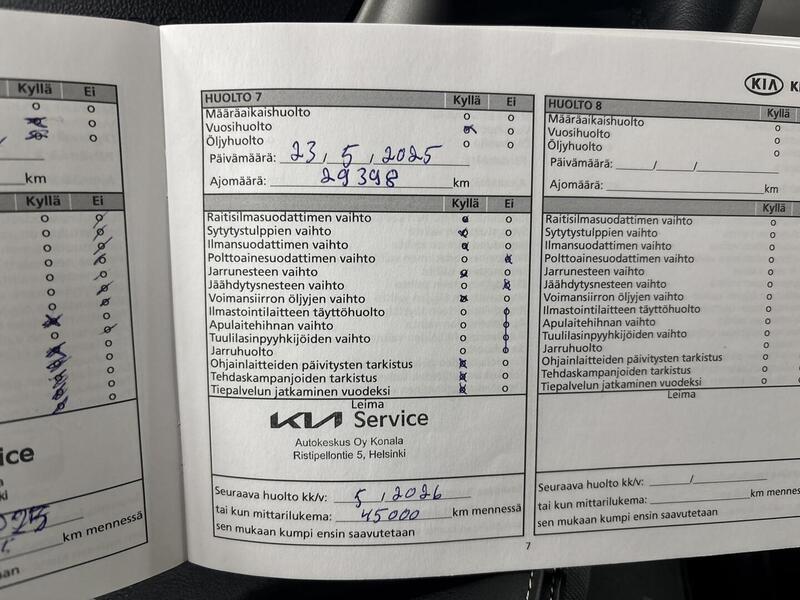 Kyllä Ei
km
Kyllä Ei
ice
km mennessä
HUOLTO 7 Kyllä Ei
Määräaikaishuolto
Vuosihuolto
Öljyhuolto
Päivämäärä: 23 / 5 / 2025
Ajomäärä: 29398 km
Kyllä Ei
Raitisilmasuodattimen vaihto
Sytytystulppien vaihto
Ilmansuodattimen vaihto
Polttoainesuodattimen vaihto
Jarrunesteen vaihto
Jäähdytysnesteen vaihto
Voimansiirron öljyjen vaihto
Ilmastointilaitteen täyttöhuolto
Apulaitehihnan vaihto
Tuulilasinpyyhkijöiden vaihto
Jarruhuolto
Ohjainlaitteiden päivitysten tarkistus
Tehdaskampanjoiden tarkistus
Tiepalvelun jatkaminen vuodeksi
Leima
KIA Service
Autokeskus Oy Konala
Ristipellontie 5, Helsinki
Seuraava huolto kk/v: 5 / 2026
tai kun mittarilukema: 45000 km mennessä
sen mukaan kumpi ensin saavutetaan
7
KIA
HUOLTO 8 Kyllä
Määräaikaishuolto
Vuosihuolto
Öljyhuolto
Päivämäärä: / /
Ajomäärä: km
Kyllä
Raitisilmasuodattimen vaihto
Sytytystulppien vaihto
Ilmansuodattimen vaihto
Polttoainesuodattimen vaihto
Jarrunesteen vaihto
Jäähdytysnesteen vaihto
Voimansiirron öljyjen vaihto
Ilmastointilaitteen täyttöhuolto
Apulaitehihnan vaihto
Tuulilasinpyyhkijöiden vaihto
Jarruhuolto
Ohjainlaitteiden päivitysten tarkistus
Tehdaskampanjoiden tarkistus
Tiepalvelun jatkaminen vuodeksi
Leima
Seuraava huolto kk/v: /
tai kun mittarilukema: km mennessä
sen mukaan kumpi ensin saavutetaan